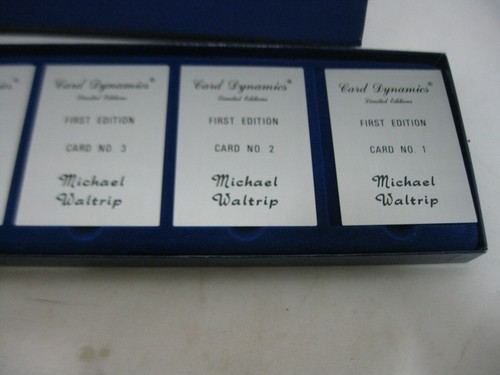 Card Dynamics®
Limited Editions
FIRST EDITION
CARD NO. 3
Michael
Waltrip
Card Dynamics®
Limited Editions
FIRST EDITION
CARD NO. 2
Michael
Waltrip
Card Dynamics®
Limited Editions
FIRST EDITION
CARD NO. 1
Michael
Waltrip